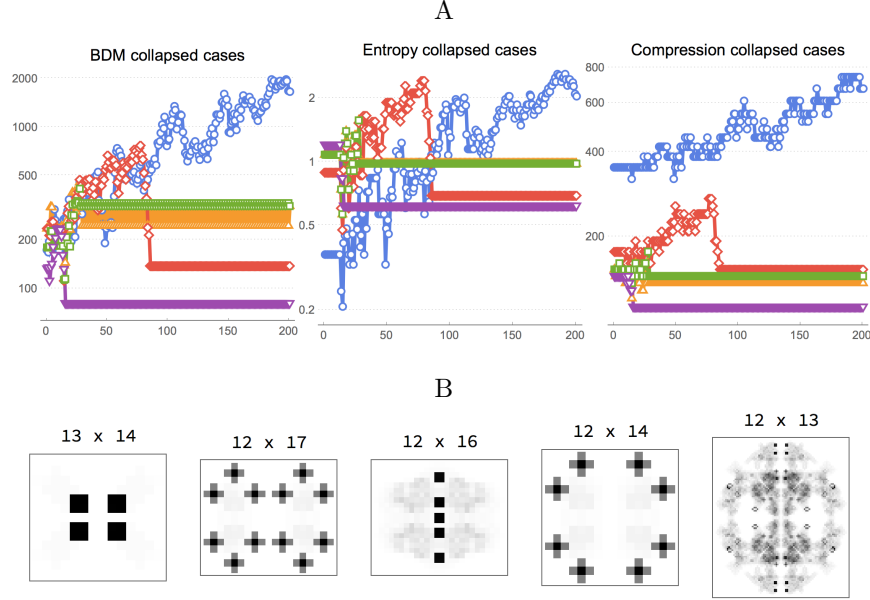 A
BDM collapsed cases
2000
1000
500
200
100
0 50 100 150 200
Entropy collapsed cases
2
1
0.5
0.2
0 50 100 150 200
Compression collapsed cases
800
600
400
200
0 50 100 150 200
B
13 x 14
12 x 17
12 x 16
12 x 14
12 x 13